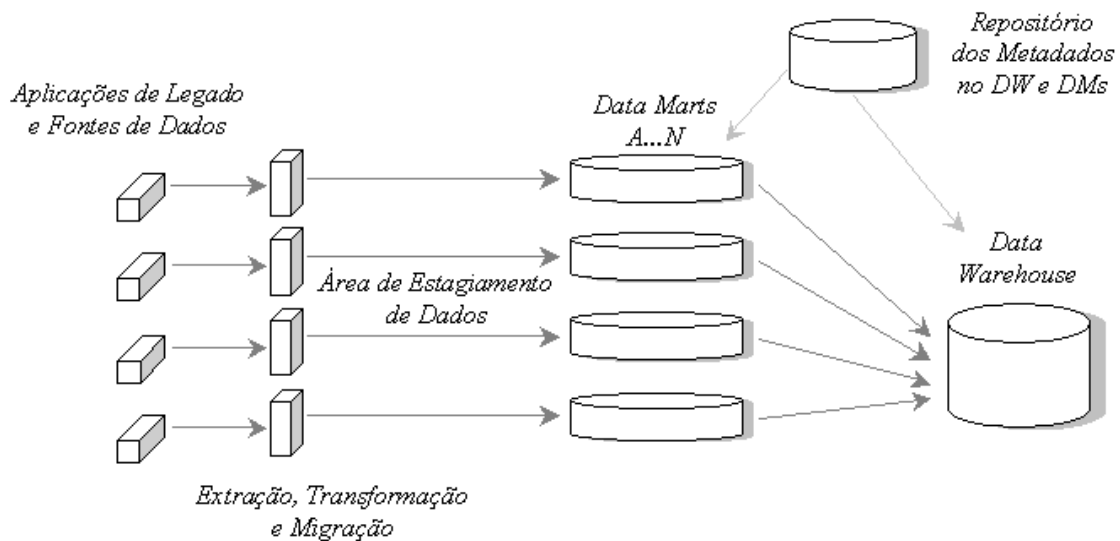 Repositório
dos Metadados
no DW e DMs
Aplicações de Legado
e Fontes de Dados
Data Marts
A...N
Data
Warehouse
Área de Estagiamento
de Dados
Extração, Transformação
e Migração